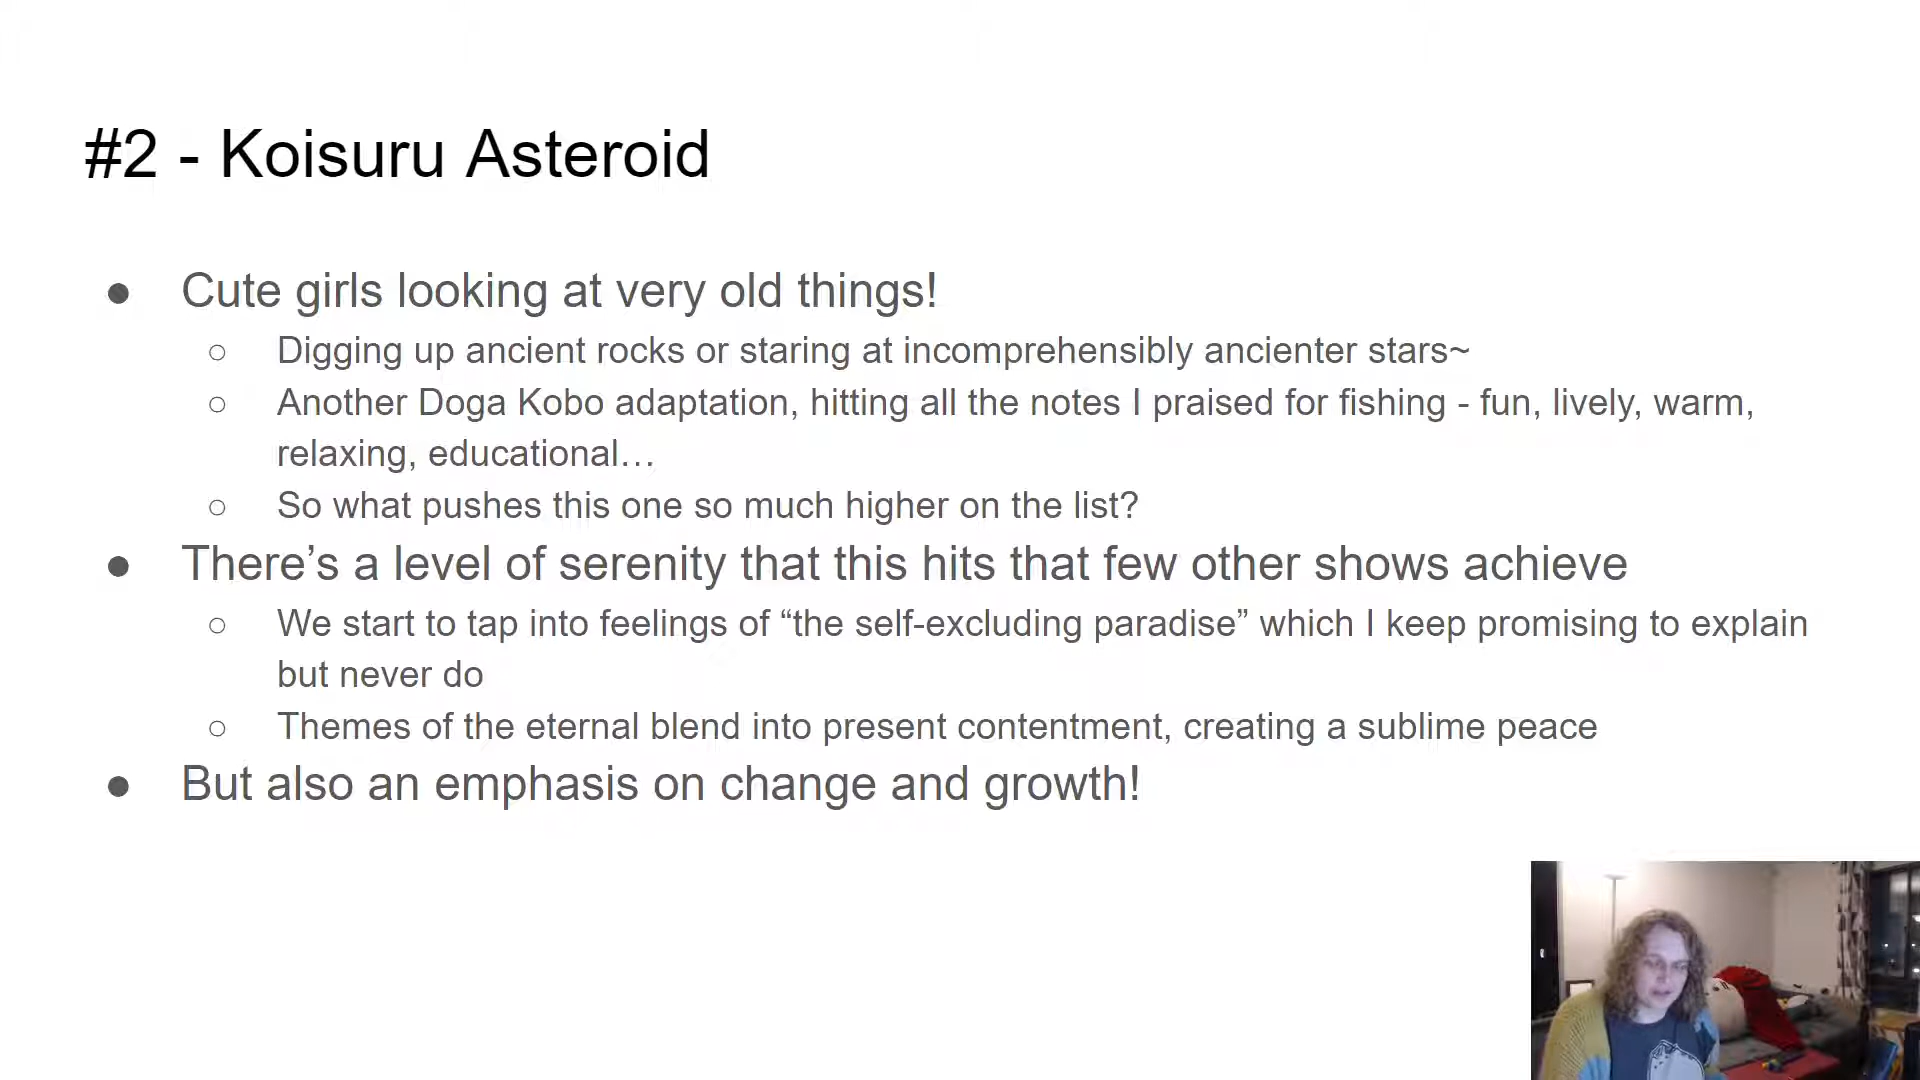 #2 - Koisuru Asteroid
● Cute girls looking at very old things!
○ Digging up ancient rocks or staring at incomprehensibly ancienter stars~
○ Another Doga Kobo adaptation, hitting all the notes I praised for fishing - fun, lively, warm,
relaxing, educational…
○ So what pushes this one so much higher on the list?
● There’s a level of serenity that this hits that few other shows achieve
○ We start to tap into feelings of “the self-excluding paradise” which I keep promising to explain
but never do
○ Themes of the eternal blend into present contentment, creating a sublime peace
● But also an emphasis on change and growth!